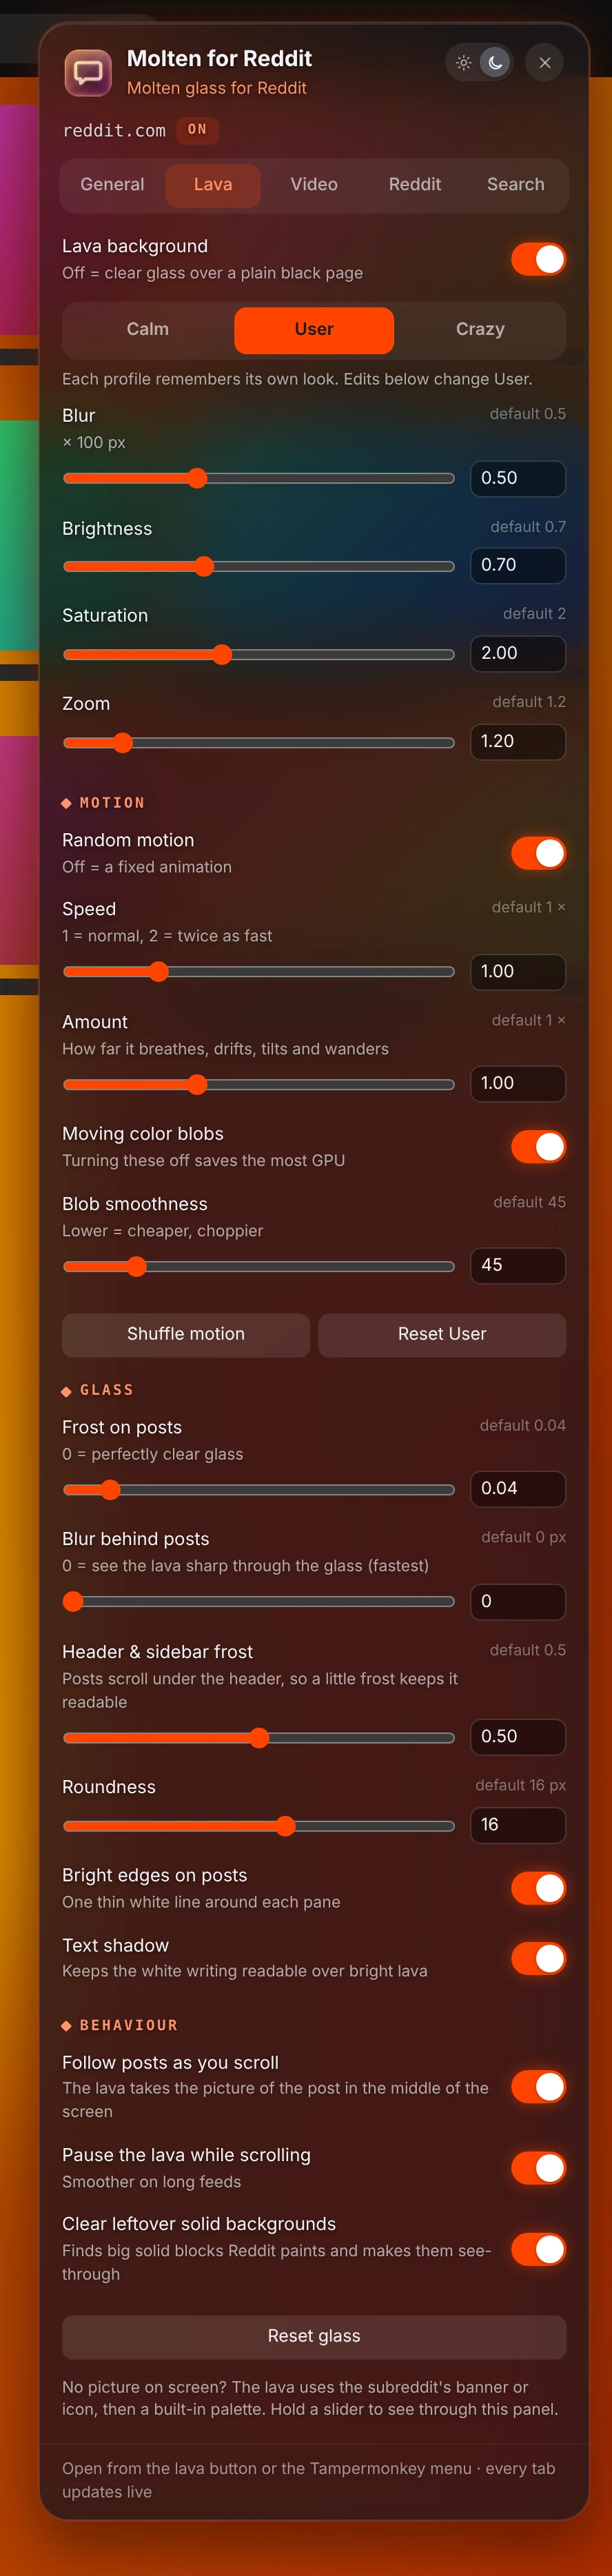 Molten for Reddit
Molten glass for Reddit
reddit.com ON
General Lava Video Reddit Search
Lava background
Off = clear glass over a plain black page
Calm User Crazy
Each profile remembers its own look. Edits below change User.
Blur default 0.5
× 100 px
0.50
Brightness default 0.7
0.70
Saturation default 2
2.00
Zoom default 1.2
1.20
MOTION
Random motion
Off = a fixed animation
Speed default 1 ×
1 = normal, 2 = twice as fast
1.00
Amount default 1 ×
How far it breathes, drifts, tilts and wanders
1.00
Moving color blobs
Turning these off saves the most GPU
Blob smoothness default 45
Lower = cheaper, choppier
45
Shuffle motion Reset User
GLASS
Frost on posts default 0.04
0 = perfectly clear glass
0.04
Blur behind posts default 0 px
0 = see the lava sharp through the glass (fastest)
0
Header & sidebar frost default 0.5
Posts scroll under the header, so a little frost keeps it
readable
0.50
Roundness default 16 px
16
Bright edges on posts
One thin white line around each pane
Text shadow
Keeps the white writing readable over bright lava
BEHAVIOUR
Follow posts as you scroll
The lava takes the picture of the post in the middle of the
screen
Pause the lava while scrolling
Smoother on long feeds
Clear leftover solid backgrounds
Finds big solid blocks Reddit paints and makes them see-
through
Reset glass
No picture on screen? The lava uses the subreddit's banner or
icon, then a built-in palette. Hold a slider to see through this panel.
Open from the lava button or the Tampermonkey menu · every tab
updates live